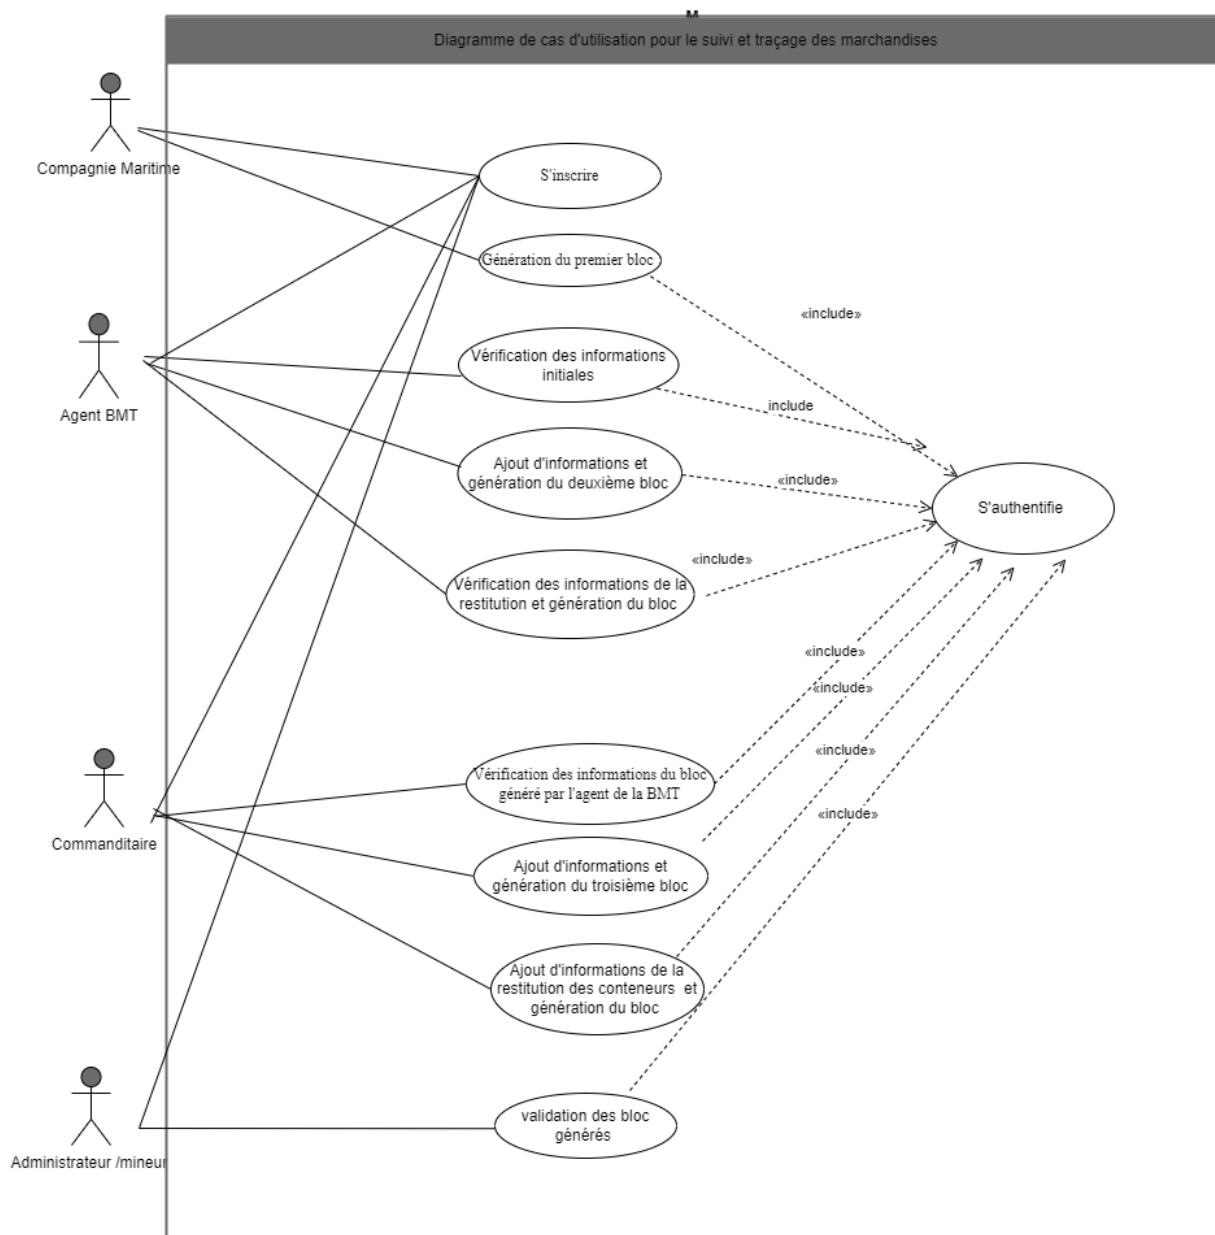 M
Diagramme de cas d'utilisation pour le suivi et traçage des marchandises
Compagnie Maritime
S'inscrire
Génération du premier bloc
«include»
Agent BMT
Vérification des informations
initiales
include
Ajout d'informations et
génération du deuxième bloc
«include»
S'authentifie
«include»
Vérification des informations de la
restitution et génération du bloc
«include»
«include»
«include»
«include»
Commanditaire
Vérification des informations du bloc
généré par l'agent de la BMT
Ajout d'informations et
génération du troisième bloc
Ajout d'informations de la
restitution des conteneurs et
génération du bloc
Administrateur /mineur
validation des bloc
générés